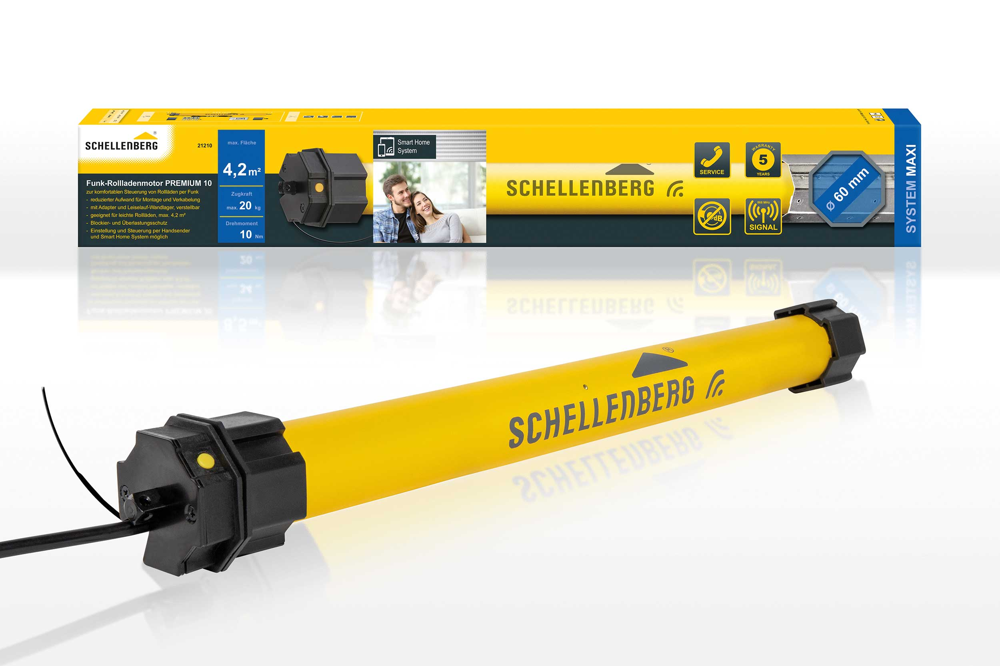 SCHELLENBERG
®
21210
Funk-Rollladenmotor PREMIUM 10
zur komfortablen Steuerung von Rollläden per Funk
- reduzierter Aufwand für Montage und Verkabelung
- mit Adapter und Leiselauf-Wandlager, verstellbar
- geeignet für leichte Rollläden, max. 4,2 m²
- Blockier- und Überlastungsschutz
- Einstellung und Steuerung per Handsender
und Smart Home System möglich
max. Fläche
4,2 m²
Zugkraft
max. 20 kg
Drehmoment
10 Nm
Smart Home
System
SCHELLENBERG
SERVICE
WARRANTY
5
YEARS
dB
868 MHz
SIGNAL
Ø 60 mm
SYSTEM MAXI
®
SCHELLENBERG